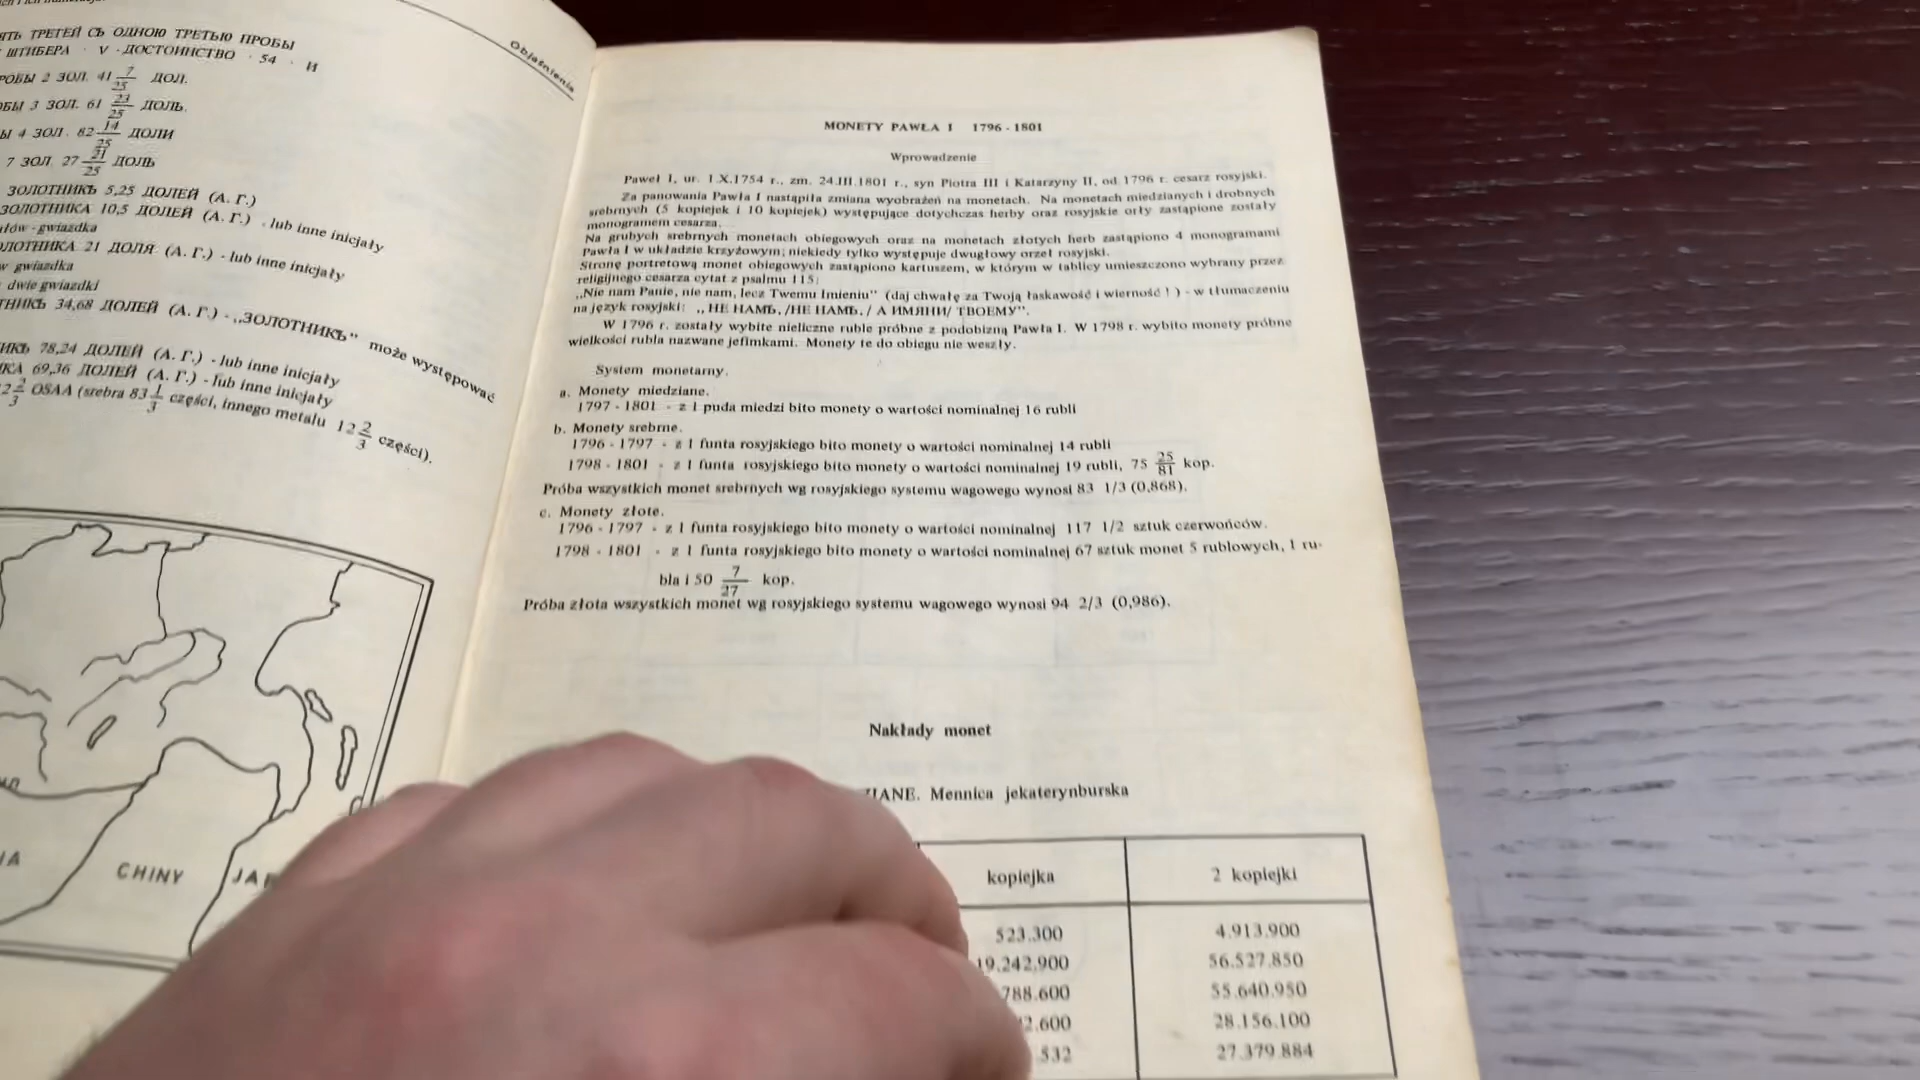 ЯТЬ ТРЕТЕЙ СЪ ОДНОЮ ТРЕТЬЮ ПРОБЫ
ШТИВЕРА · V · ДОСТОИНСТВО · 54 · И
РОБЫ 2 ЗОЛ. 41 7/25 ДОЛ.
ОБЫ 3 ЗОЛ. 61 23/25 ДОЛЬ.
Ы 4 ЗОЛ. 82 14/25 ДОЛИ
7 ЗОЛ. 27 21/25 ДОЛЬ
ЗОЛОТНИКЪ 5,25 ДОЛЕЙ (А. Г.)
ЗОЛОТНИКА 10,5 ДОЛЕЙ (А. Г.) - lub inne inicjały
ałów - gwiazdka
ОЛОТНИКА 21 ДОЛЯ (А. Г.) - lub inne inicjały
w gwiazdka
dwie gwiazdki
ТНИКЪ 34,68 ДОЛЕЙ (А. Г.) - „ЗОЛОТНИКЪ" może występować
ИКЪ 78,24 ДОЛЕЙ (А. Г.) - lub inne inicjały
ИКА 69,36 ДОЛЕЙ (А. Г.) - lub inne inicjały
2 2/3 OSAA (srebra 83 1/3 części, innego metalu 12 2/3 części).
CHINY
Objaśnienia
MONETY PAWŁA I 1796 - 1801
Wprowadzenie
Paweł I, ur. 1.X.1754 r., zm. 24.III.1801 r., syn Piotra III i Katarzyny II, od 1796 r. cesarz rosyjski.
Za panowania Pawła I nastąpiła zmiana wyobrażeń na monetach. Na monetach miedzianych i drobnych
srebrnych (5 kopiejek i 10 kopiejek) występujące dotychczas herby oraz rosyjskie orły zastąpione zostały
monogramem cesarza.
Na grubych srebrnych monetach obiegowych oraz na monetach złotych herb zastąpiono 4 monogramami
Pawła I w układzie krzyżowym; niekiedy tylko występuje dwugłowy orzeł rosyjski.
Stronę portretową monet obiegowych zastąpiono kartuszem, w którym w tablicy umieszczono wybrany przez
religijnego cesarza cytat z psalmu 115:
„Nie nam Panie, nie nam, lecz Twemu Imieniu" (daj chwałę za Twoją łaskawość i wierność ! ) - w tłumaczeniu
na język rosyjski: „ НЕ НАМЪ, /НЕ НАМЪ, / А ИМЯНИ/ ТВОЕМУ".
W 1796 r. zostały wybite nieliczne ruble próbne z podobizną Pawła I. W 1798 r. wybito monety próbne
wielkości rubla nazwane jefimkami. Monety te do obiegu nie weszły.
System monetarny.
a. Monety miedziane.
1797 - 1801 - z 1 puda miedzi bito monety o wartości nominalnej 16 rubli
b. Monety srebrne.
1796 - 1797 - z 1 funta rosyjskiego bito monety o wartości nominalnej 14 rubli
1798 - 1801 - z 1 funta rosyjskiego bito monety o wartości nominalnej 19 rubli, 75 25/81 kop.
Próba wszystkich monet srebrnych wg rosyjskiego systemu wagowego wynosi 83 1/3 (0,868).
c. Monety złote.
1796 - 1797 - z 1 funta rosyjskiego bito monety o wartości nominalnej 117 1/2 sztuk czerwońców.
1798 - 1801 - z 1 funta rosyjskiego bito monety o wartości nominalnej 67 sztuk monet 5 rublowych, 1 ru-
bla i 50 7/27 kop.
Próba złota wszystkich monet wg rosyjskiego systemu wagowego wynosi 94 2/3 (0,986).
Nakłady monet
ZIANE. Mennica jekaterynburska
kopiejka 2 kopiejki
523.300 4.913.900
19.242.900 56.527.850
788.600 55.640.950
2.600 28.156.100
532 27.379.884